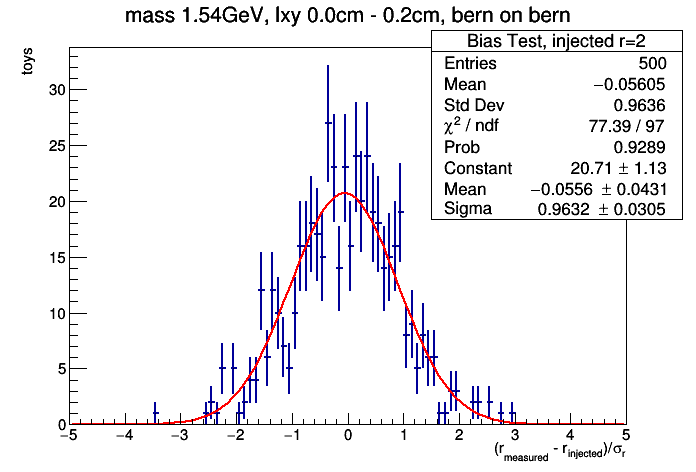 mass 1.54GeV, lxy 0.0cm - 0.2cm, bern on bern
Bias Test, injected r=2
Entries 500
Mean −0.05605
Std Dev 0.9636
χ² / ndf 77.39 / 97
Prob 0.9289
Constant 20.71 ± 1.13
Mean −0.0556 ± 0.0431
Sigma 0.9632 ± 0.0305
toys
30
25
20
15
10
5
0
−5 −4 −3 −2 −1 0 1 2 3 4 5
(r_measured - r_injected)/σ_r